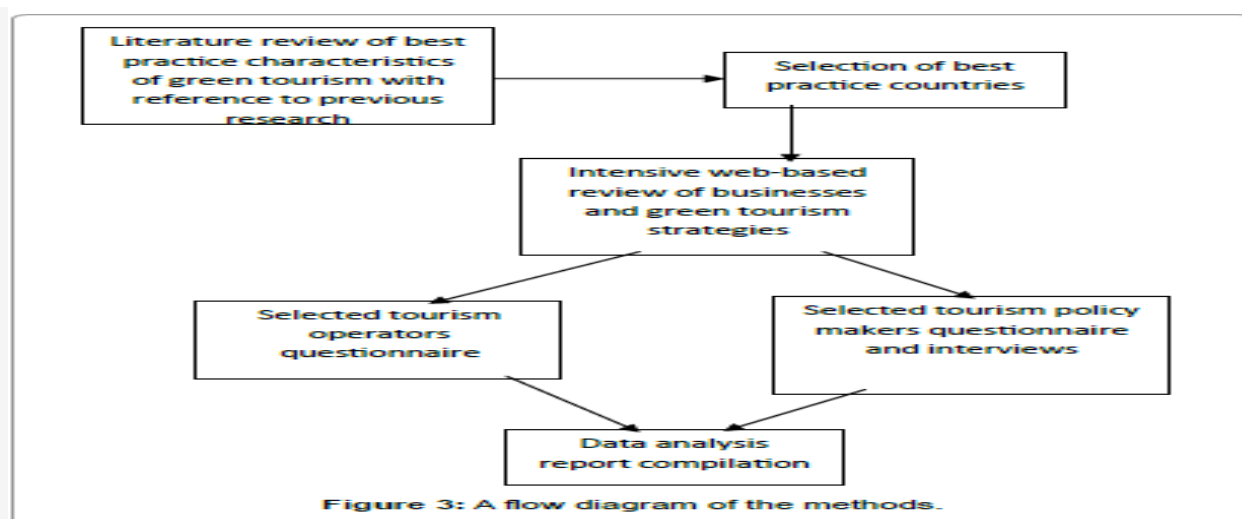 Literature review of best
practice characteristics
of green tourism with
reference to previous
research
Selection of best
practice countries
Intensive web-based
review of businesses
and green tourism
strategies
Selected tourism
operators
questionnaire
Selected tourism policy
makers questionnaire
and interviews
Data analysis
report compilation
Figure 3: A flow diagram of the methods.